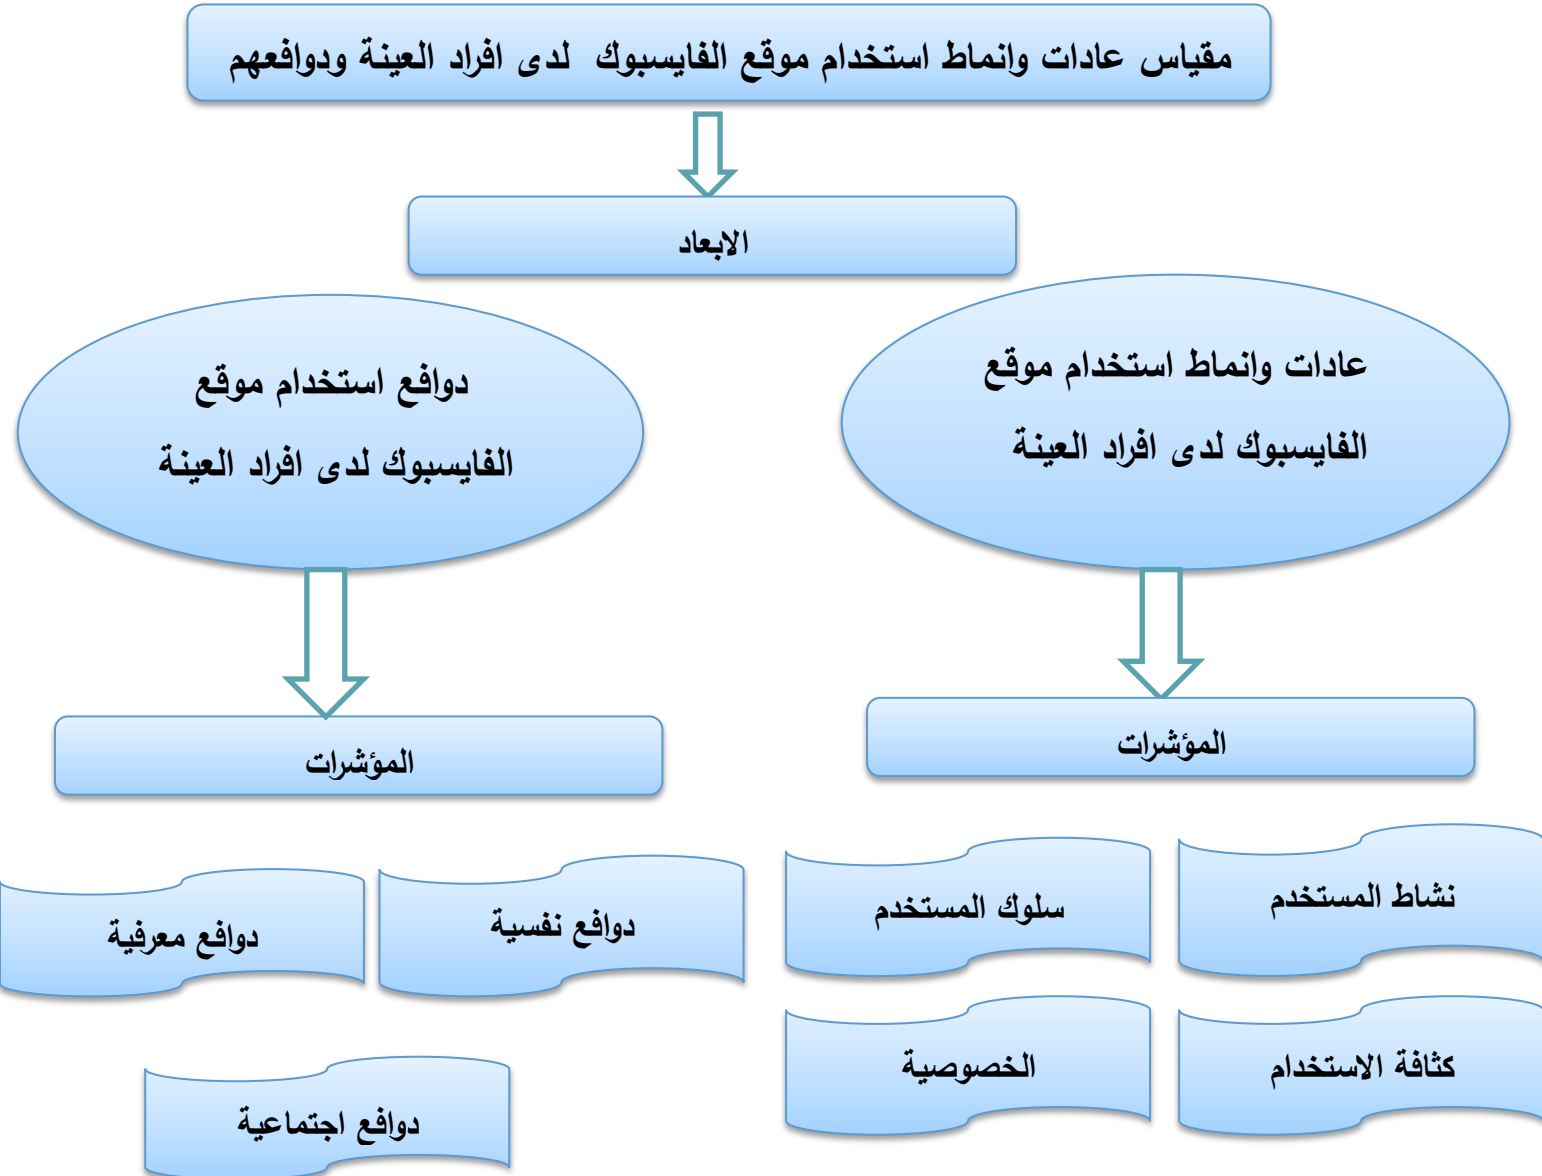 مقياس عادات وانماط استخدام موقع الفايسبوك لدى افراد العينة ودوافعهم
الابعاد
عادات وانماط استخدام موقع
الفايسبوك لدى افراد العينة
دوافع استخدام موقع
الفايسبوك لدى افراد العينة
المؤشرات
المؤشرات
نشاط المستخدم
سلوك المستخدم
دوافع نفسية
دوافع معرفية
كثافة الاستخدام
الخصوصية
دوافع اجتماعية